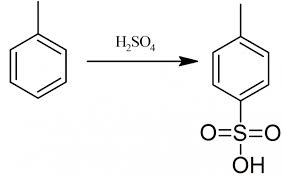 H₂SO₄
O=S=O
OH